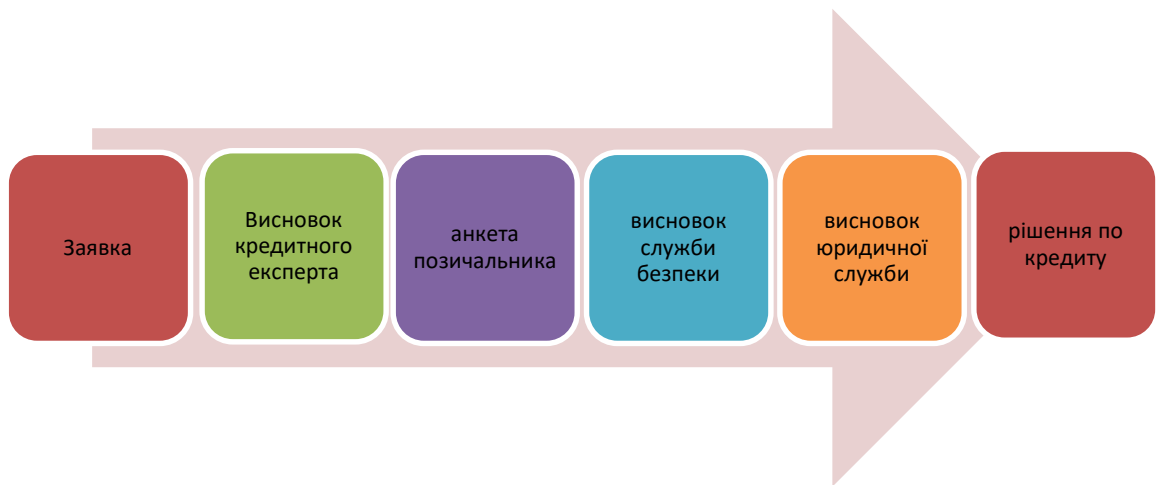 Заявка
Висновок
кредитного
експерта
анкета
позичальника
висновок
служби
безпеки
висновок
юридичної
служби
рішення по
кредиту